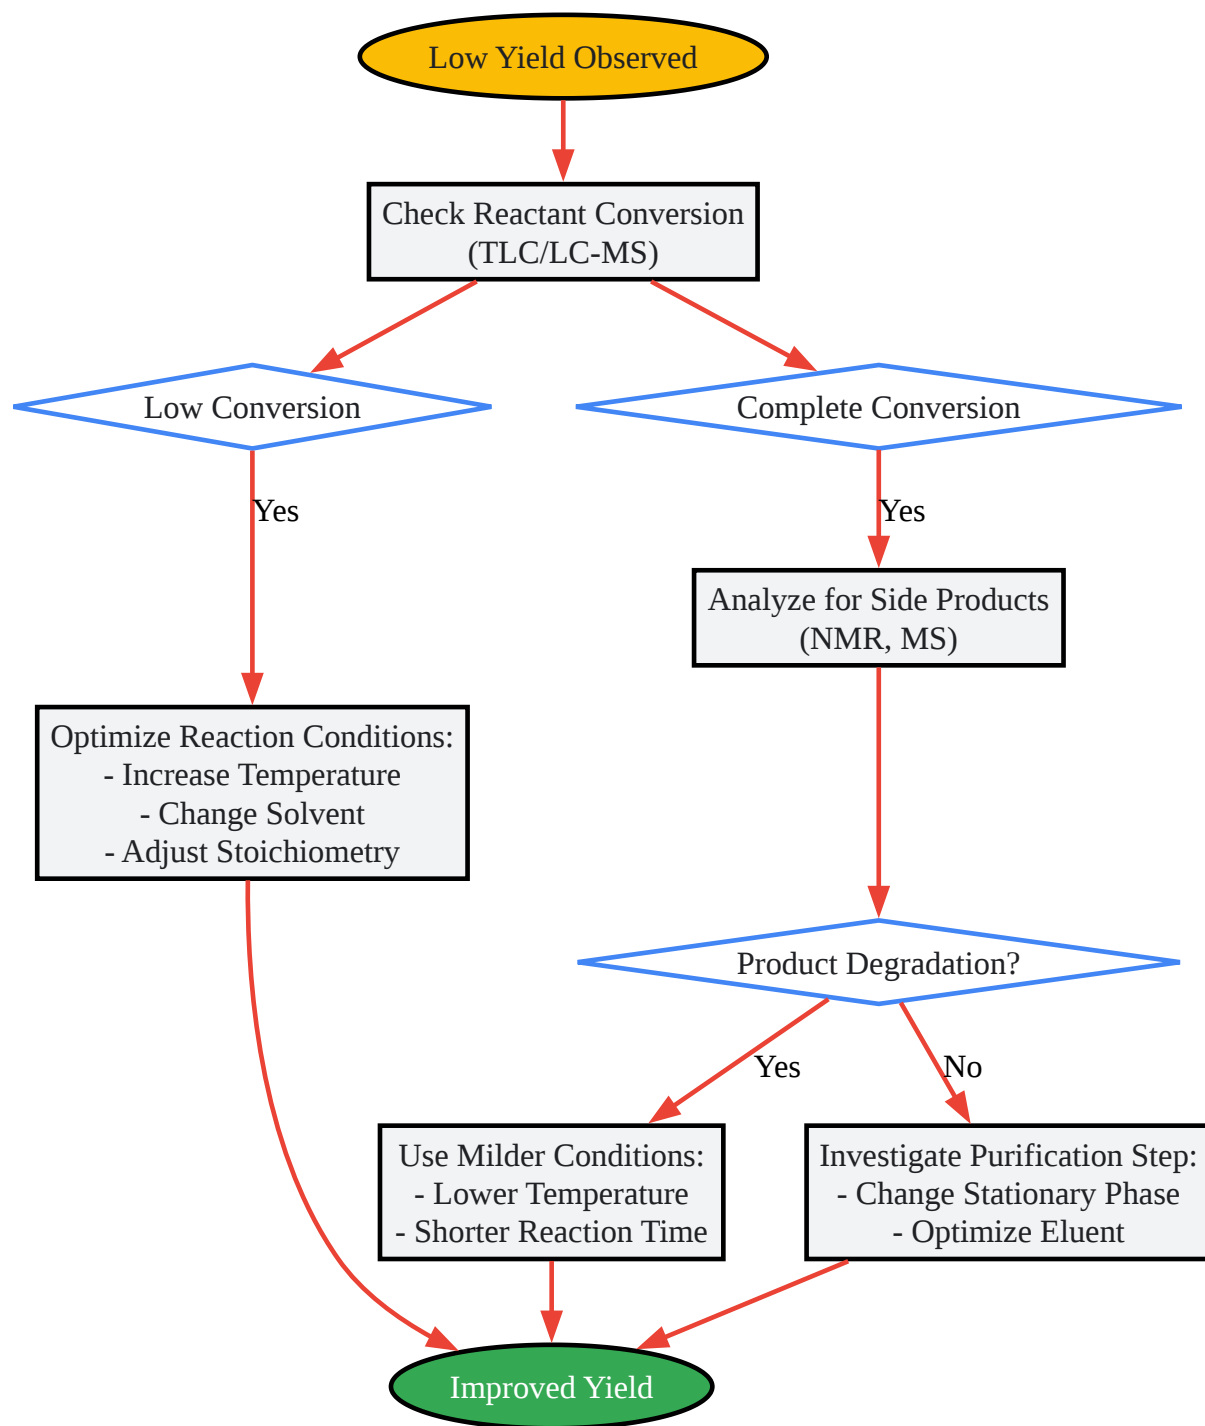 Low Yield Observed
Check Reactant Conversion
(TLC/LC-MS)
Low Conversion
Complete Conversion
Yes
Yes
Analyze for Side Products
(NMR, MS)
Optimize Reaction Conditions:
- Increase Temperature
- Change Solvent
- Adjust Stoichiometry
Product Degradation?
Yes
No
Use Milder Conditions:
- Lower Temperature
- Shorter Reaction Time
Investigate Purification Step:
- Change Stationary Phase
- Optimize Eluent
Improved Yield